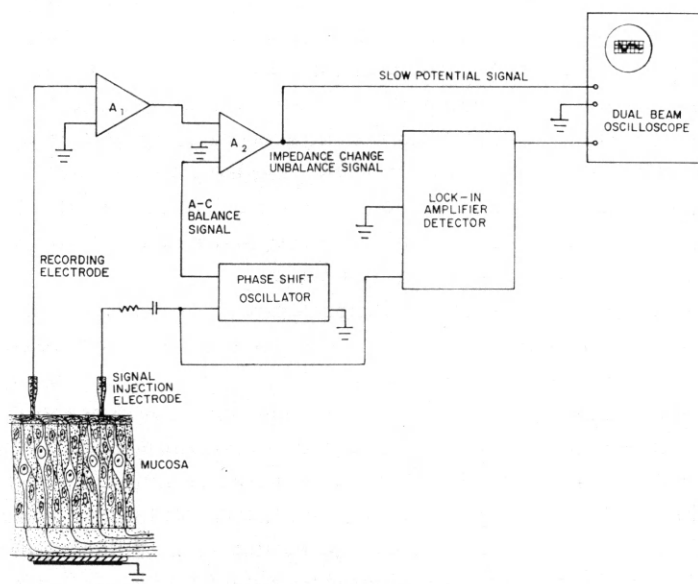 SLOW POTENTIAL SIGNAL
DUAL BEAM
OSCILLOSCOPE
A1
A2
IMPEDANCE CHANGE
UNBALANCE SIGNAL
LOCK-IN
AMPLIFIER
DETECTOR
A-C
BALANCE
SIGNAL
RECORDING
ELECTRODE
PHASE SHIFT
OSCILLATOR
SIGNAL
INJECTION
ELECTRODE
MUCOSA